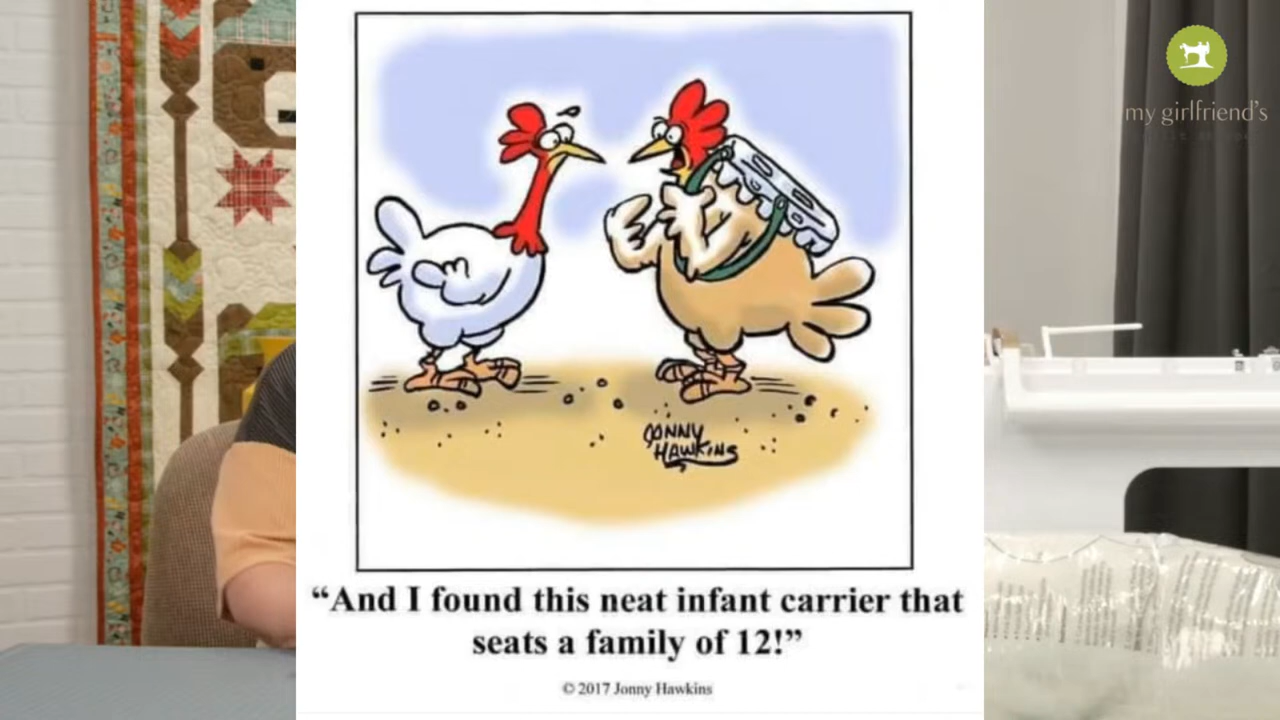 my girlfriend's
JONNY
HAWKINS
“And I found this neat infant carrier that
seats a family of 12!”
© 2017 Jonny Hawkins